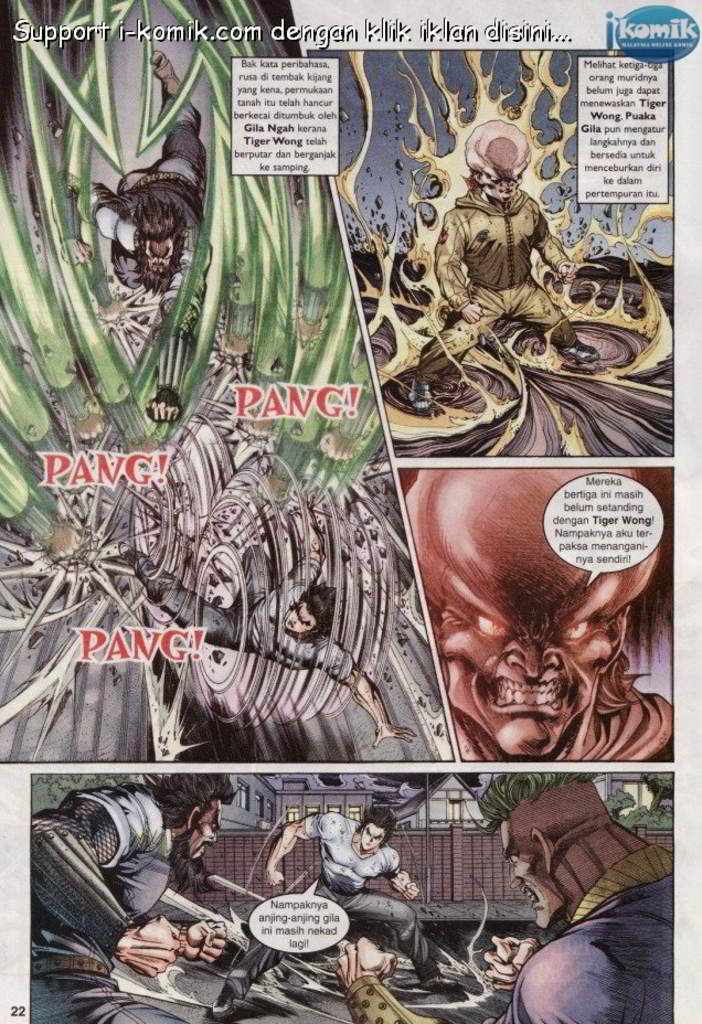 Support i-komik.com dengan klik iklan disini...
ikomik
MALAYSIA ONLINE KOMIK
Bak kata peribahasa,
rusa di tembak kijang
yang kena, permukaan
tanah itu telah hancur
berkecai ditumbuk oleh
Gila Ngah kerana
Tiger Wong telah
berputar dan berganjak
ke samping.
Melihat ketiga-tiga
orang muridnya
belum juga dapat
menewaskan Tiger
Wong, Puaka
Gila pun mengatur
langkahnya dan
bersedia untuk
menceburkan diri
ke dalam
pertempuran itu.
PANG!
PANG!
PANG!
Mereka
bertiga ini masih
belum setanding
dengan Tiger Wong!
Nampaknya aku ter-
paksa menangani-
nya sendiri!
Nampaknya
anjing-anjing gila
ini masih nekad
lagi!
22